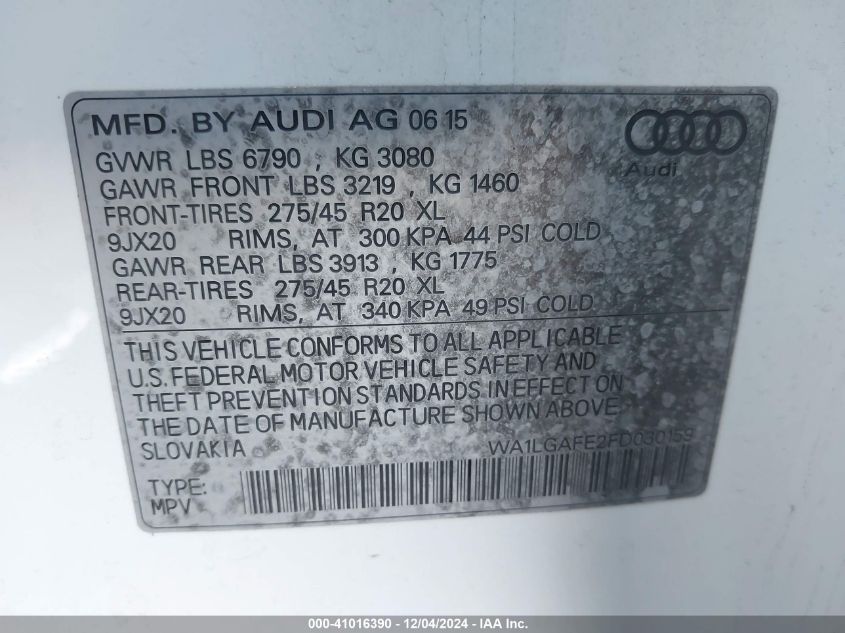 MFD. BY AUDI AG 06 15
GVWR LBS 6790 , KG 3080
Audi
GAWR FRONT LBS 3219 , KG 1460
FRONT-TIRES 275/45 R20 XL
9JX20 RIMS, AT 300 KPA 44 PSI COLD
GAWR REAR LBS 3913 , KG 1775
REAR-TIRES 275/45 R20 XL
9JX20 RIMS, AT 340 KPA 49 PSI COLD
THIS VEHICLE CONFORMS TO ALL APPLICABLE
U.S. FEDERAL MOTOR VEHICLE SAFETY AND
THEFT PREVENTION STANDARDS IN EFFECT ON
THE DATE OF MANUFACTURE SHOWN ABOVE.
SLOVAKIA WA1LGAFE2FD030159
TYPE:
MPV
000-41016390 - 12/04/2024 - IAA Inc.